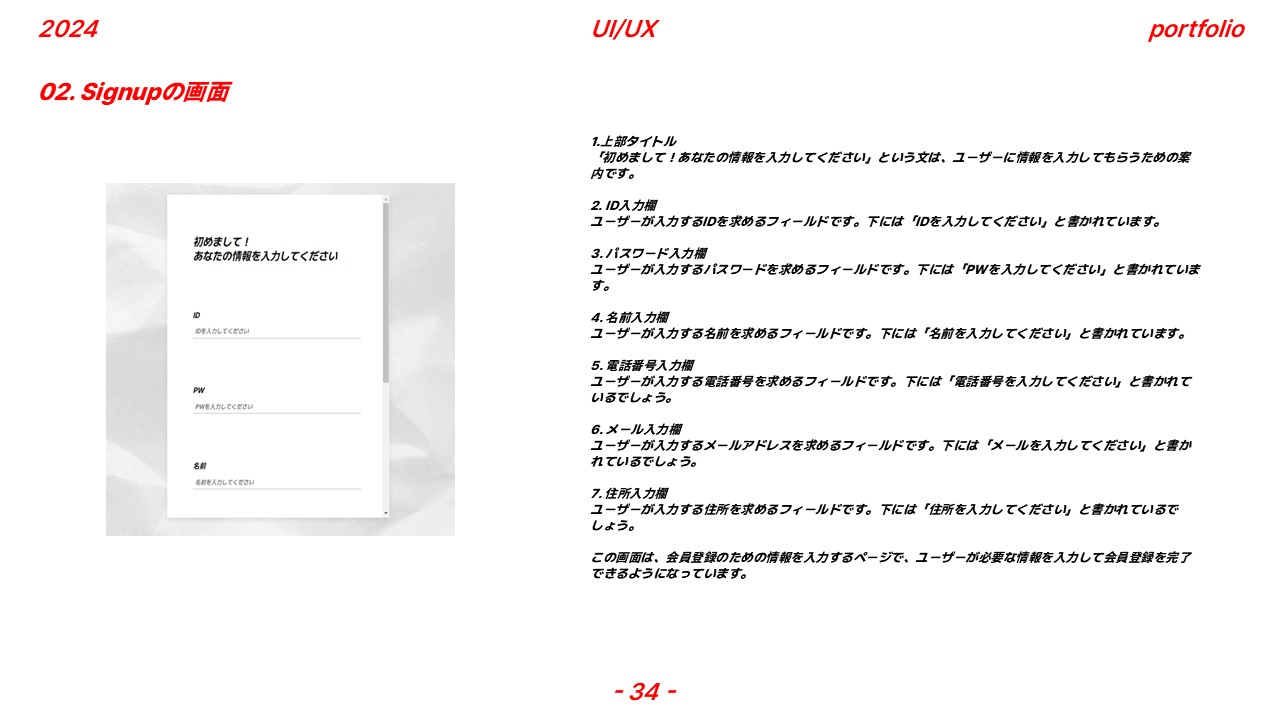 2024
UI/UX
portfolio
02. Signupの画面
初めまして！
あなたの情報を入力してください
ID
IDを入力してください
PW
PWを入力してください
名前
名前を入力してください
1.上部タイトル
「初めまして！あなたの情報を入力してください」という文は、ユーザーに情報を入力してもらうための案
内です。
2. ID入力欄
ユーザーが入力するIDを求めるフィールドです。下には「IDを入力してください」と書かれています。
3. パスワード入力欄
ユーザーが入力するパスワードを求めるフィールドです。下には「PWを入力してください」と書かれていま
す。
4. 名前入力欄
ユーザーが入力する名前を求めるフィールドです。下には「名前を入力してください」と書かれています。
5. 電話番号入力欄
ユーザーが入力する電話番号を求めるフィールドです。下には「電話番号を入力してください」と書かれて
いるでしょう。
6. メール入力欄
ユーザーが入力するメールアドレスを求めるフィールドです。下には「メールを入力してください」と書か
れているでしょう。
7. 住所入力欄
ユーザーが入力する住所を求めるフィールドです。下には「住所を入力してください」と書かれているで
しょう。
この画面は、会員登録のための情報を入力するページで、ユーザーが必要な情報を入力して会員登録を完了
できるようになっています。
- 34 -